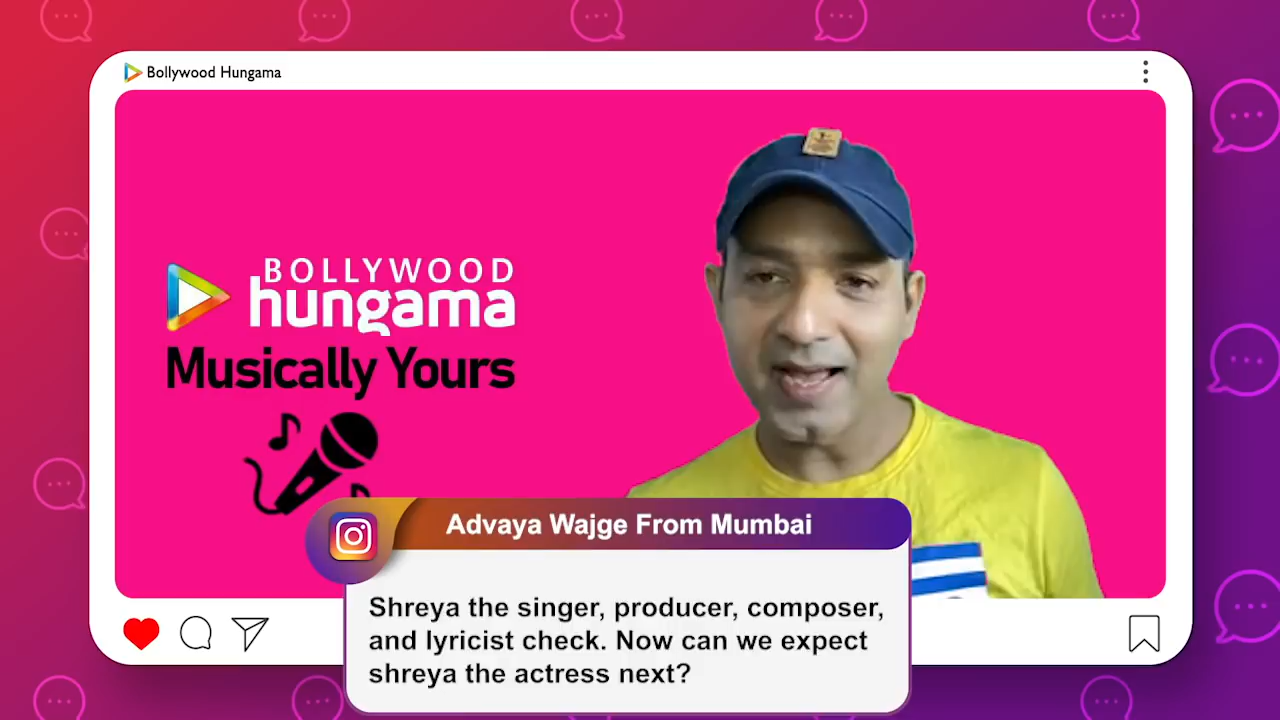 Bollywood Hungama
BOLLYWOOD
hungama
Musically Yours
Advaya Wajge From Mumbai
Shreya the singer, producer, composer,
and lyricist check. Now can we expect
shreya the actress next?